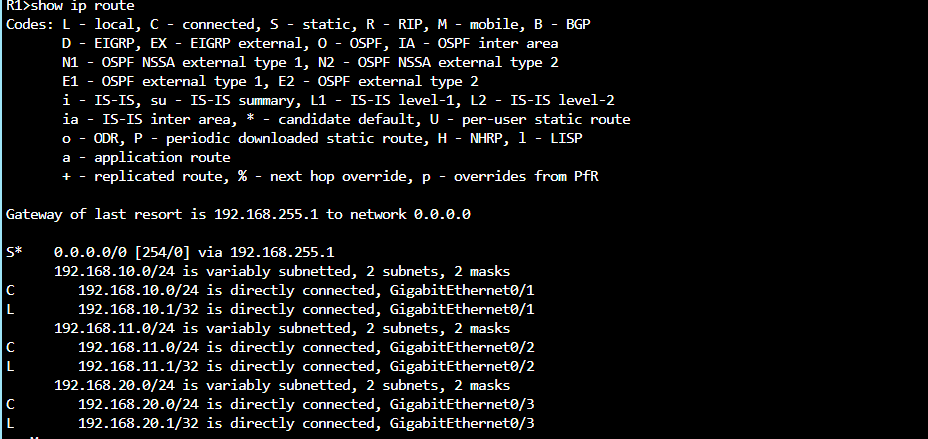 R1>show ip route
Codes: L - local, C - connected, S - static, R - RIP, M - mobile, B - BGP
       D - EIGRP, EX - EIGRP external, O - OSPF, IA - OSPF inter area
       N1 - OSPF NSSA external type 1, N2 - OSPF NSSA external type 2
       E1 - OSPF external type 1, E2 - OSPF external type 2
       i - IS-IS, su - IS-IS summary, L1 - IS-IS level-1, L2 - IS-IS level-2
       ia - IS-IS inter area, * - candidate default, U - per-user static route
       o - ODR, P - periodic downloaded static route, H - NHRP, l - LISP
       a - application route
       + - replicated route, % - next hop override, p - overrides from PfR

Gateway of last resort is 192.168.255.1 to network 0.0.0.0

S*    0.0.0.0/0 [254/0] via 192.168.255.1
      192.168.10.0/24 is variably subnetted, 2 subnets, 2 masks
C        192.168.10.0/24 is directly connected, GigabitEthernet0/1
L        192.168.10.1/32 is directly connected, GigabitEthernet0/1
      192.168.11.0/24 is variably subnetted, 2 subnets, 2 masks
C        192.168.11.0/24 is directly connected, GigabitEthernet0/2
L        192.168.11.1/32 is directly connected, GigabitEthernet0/2
      192.168.20.0/24 is variably subnetted, 2 subnets, 2 masks
C        192.168.20.0/24 is directly connected, GigabitEthernet0/3
L        192.168.20.1/32 is directly connected, GigabitEthernet0/3